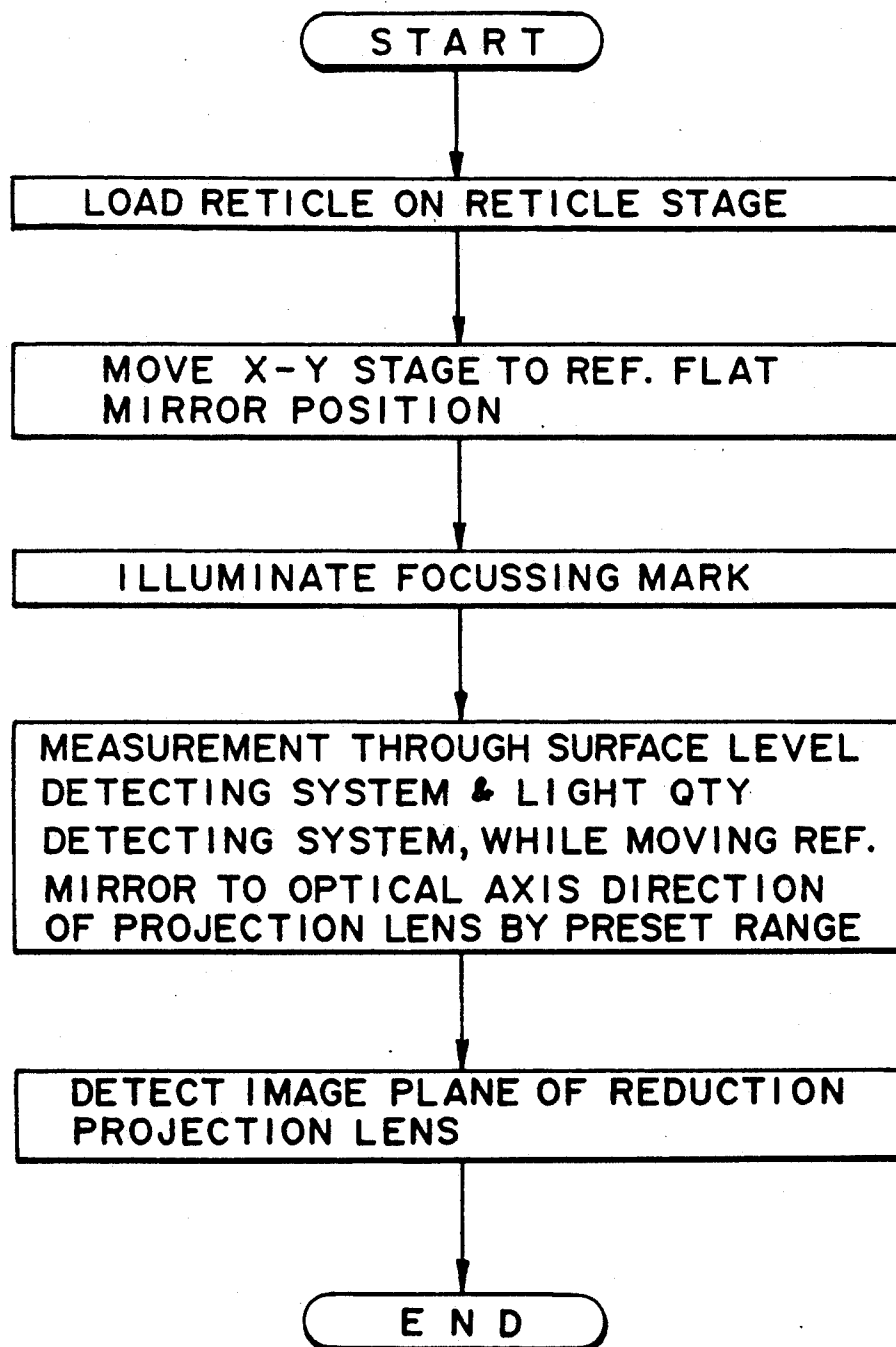 START
LOAD RETICLE ON RETICLE STAGE
MOVE X-Y STAGE TO REF. FLAT
MIRROR POSITION
ILLUMINATE FOCUSSING MARK
MEASUREMENT THROUGH SURFACE LEVEL
DETECTING SYSTEM & LIGHT QTY
DETECTING SYSTEM, WHILE MOVING REF.
MIRROR TO OPTICAL AXIS DIRECTION
OF PROJECTION LENS BY PRESET RANGE
DETECT IMAGE PLANE OF REDUCTION
PROJECTION LENS
END